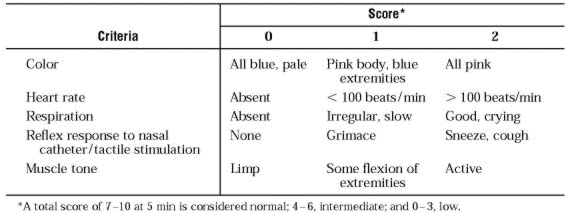 Score*
Criteria 0 1 2
Color All blue, pale Pink body, blue All pink
extremities
Heart rate Absent < 100 beats/min > 100 beats/min
Respiration Absent Irregular, slow Good, crying
Reflex response to nasal None Grimace Sneeze, cough
catheter/tactile stimulation
Muscle tone Limp Some flexion of Active
extremities
*A total score of 7–10 at 5 min is considered normal; 4–6, intermediate; and 0–3, low.